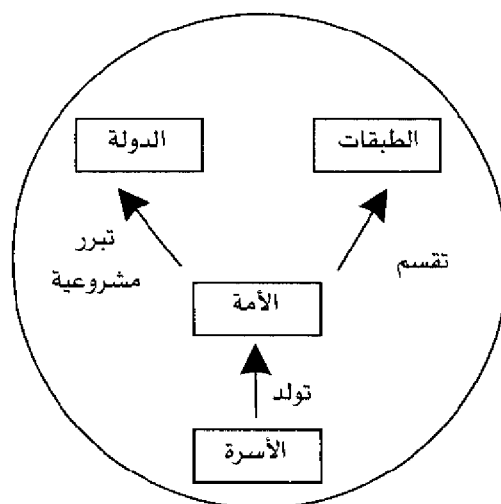 الطبقات
الدولة
تبرر
مشروعية
تقسم
الأمة
تولد
الأسرة